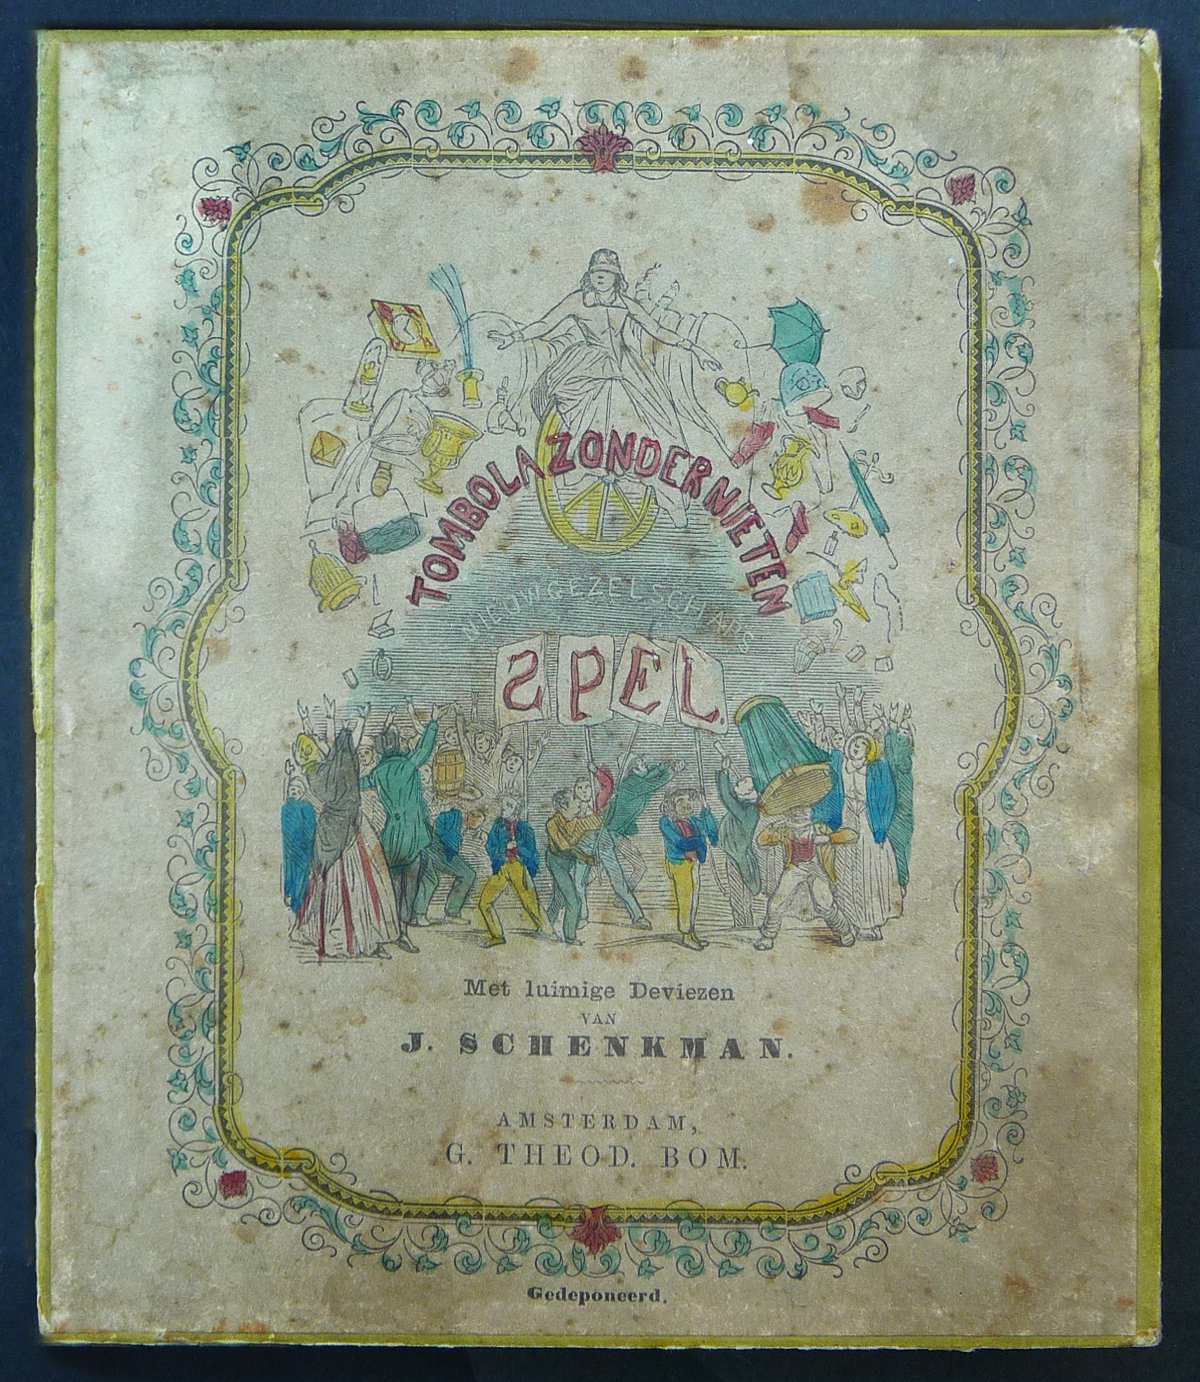 TOMBOLA ZONDER NIETEN
NIEUW GEZELSCHAPS
SPEL.
Met luimige Deviezen
VAN
J. SCHENKMAN.
AMSTERDAM,
G. THEOD. BOM.
Gedeponeerd.